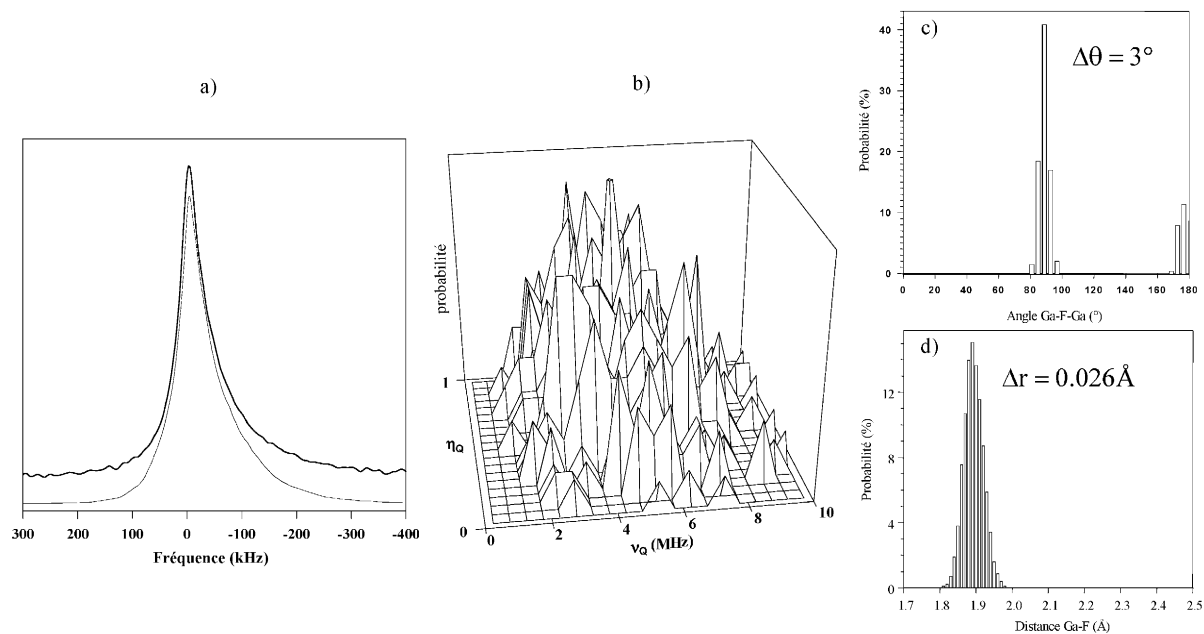 a)
300 200 100 0 -100 -200 -300 -400
Fréquence (kHz)
b)
probabilité
1
ηQ
0
0 2 4 6 8 10
νQ (MHz)
c)
Δθ = 3°
Probabilité (%)
40
30
20
10
0
0 20 40 60 80 100 120 140 160 180
Angle Ga-F-Ga (°)
d)
Δr = 0.026Å
Probabilité (%)
12
8
4
0
1.7 1.8 1.9 2.0 2.1 2.2 2.3 2.4 2.5
Distance Ga-F (Å)